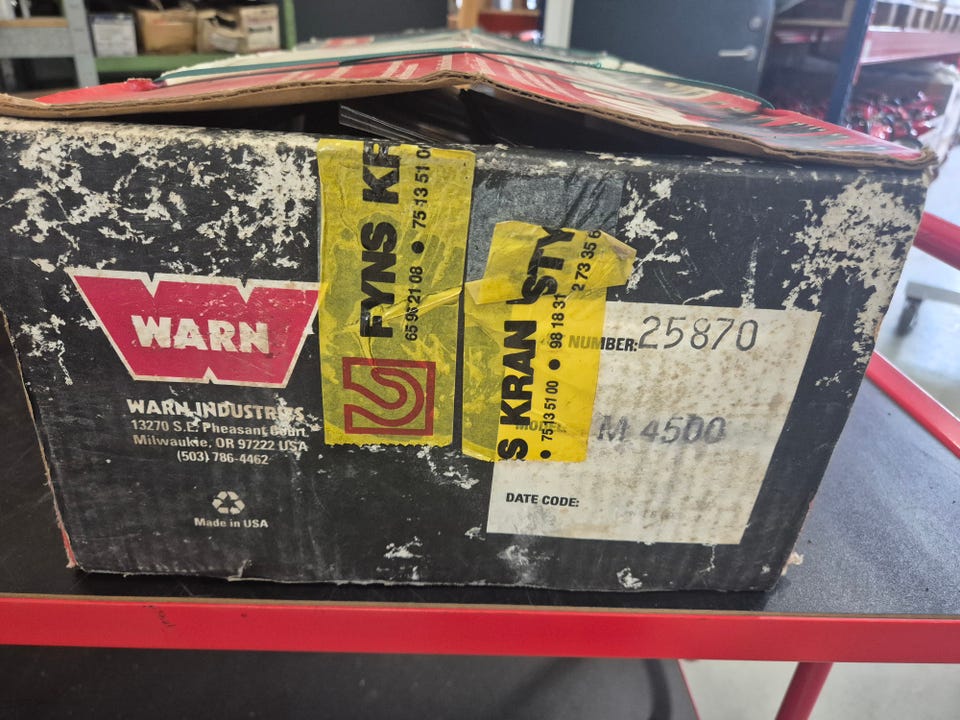 WARN
WARN INDUSTRIES
13270 S.E. Pheasant Court
Milwaukie, OR 97222 USA
(503) 786-4462
Made in USA
FYNS KR
65 96 21 08 • 75 13 51 0
S KRAN STY
• 75 13 51 00 • 98 18 31
2 73 35 6
NUMBER: 25870
M 4500
DATE CODE: